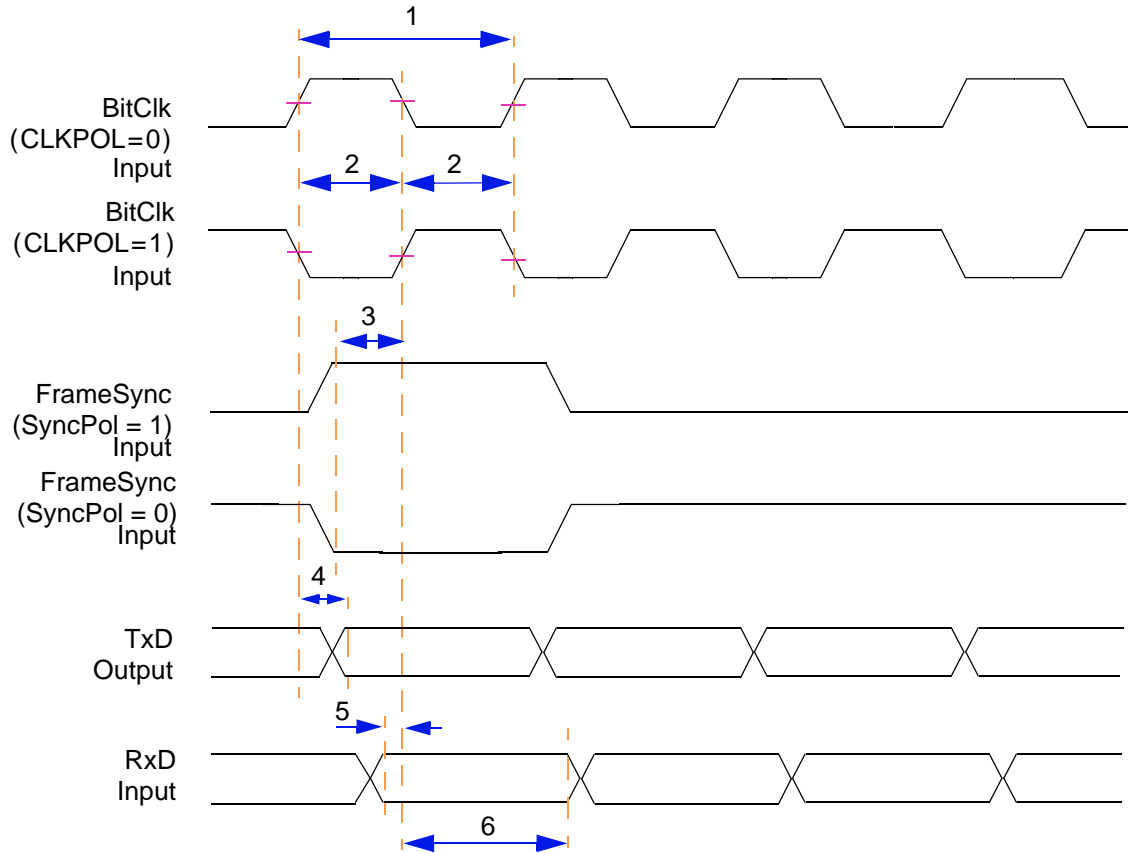 1
BitClk
(CLKPOL=0)
Input
2
2
BitClk
(CLKPOL=1)
Input
3
FrameSync
(SyncPol = 1)
Input
FrameSync
(SyncPol = 0)
Input
4
TxD
Output
5
RxD
Input
6